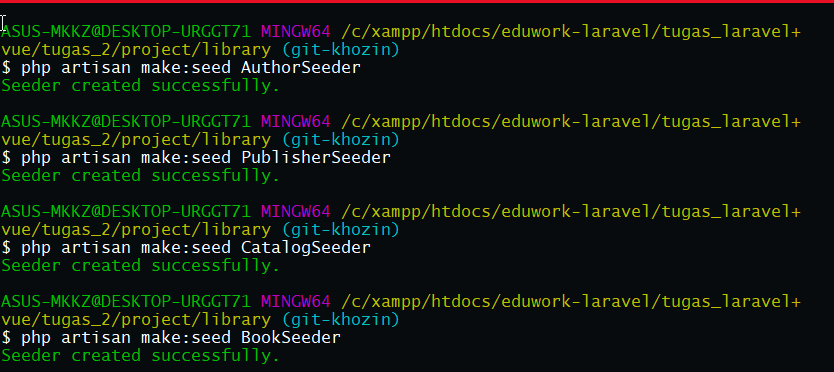 ASUS-MKKZ@DESKTOP-URGGT71 MINGW64 /c/xampp/htdocs/eduwork-laravel/tugas_laravel+
vue/tugas_2/project/library (git-khozin)
$ php artisan make:seed AuthorSeeder
Seeder created successfully.
ASUS-MKKZ@DESKTOP-URGGT71 MINGW64 /c/xampp/htdocs/eduwork-laravel/tugas_laravel+
vue/tugas_2/project/library (git-khozin)
$ php artisan make:seed PublisherSeeder
Seeder created successfully.
ASUS-MKKZ@DESKTOP-URGGT71 MINGW64 /c/xampp/htdocs/eduwork-laravel/tugas_laravel+
vue/tugas_2/project/library (git-khozin)
$ php artisan make:seed CatalogSeeder
Seeder created successfully.
ASUS-MKKZ@DESKTOP-URGGT71 MINGW64 /c/xampp/htdocs/eduwork-laravel/tugas_laravel+
vue/tugas_2/project/library (git-khozin)
$ php artisan make:seed BookSeeder
Seeder created successfully.